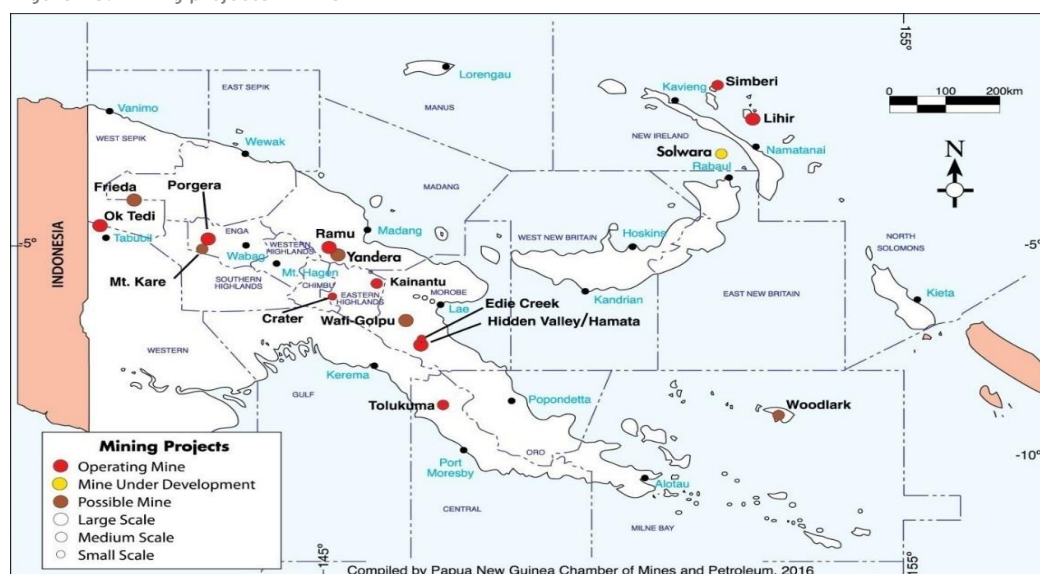 155°
Simberi
Kavieng
Lorengau
0 100 200km
EAST SEPIK
MANUS
Vanimo
Lihir
NEW IRELAND
WEST SEPIK
Solwara
Namatanai
N
Wewak
Rabaul
Frieda
Porgera
MADANG
Ok Tedi
Ramu
Madang
ENGA
WEST NEW BRITAIN
Hoskins
NORTH
SOLOMONS
Tabubil
-5°
-5°
INDONESIA
Wabag
WESTERN
HIGHLANDS
Yandera
Mt. Hagen
Mt. Kare
SOUTHERN
HIGHLANDS
CHIMBU
Kainantu
EASTERN
HIGHLANDS
MOROBE
Kandrian
EAST NEW BRITAIN
Kieta
Edie Creek
Crater
Wafi-Golpu
Lae
Hidden Valley/Hamata
WESTERN
Kerema
GULF
Tolukuma
Popondetta
Woodlark
Mining Projects
Operating Mine
Mine Under Development
Possible Mine
Large Scale
Medium Scale
Small Scale
ORO
Port
Moresby
-10°
Alotau
CENTRAL
MILNE BAY
-145°
155°
Compiled by Papua New Guinea Chamber of Mines and Petroleum, 2016